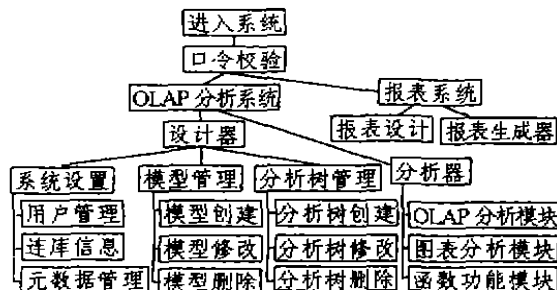 进入系统
口令校验
OLAP 分析系统
报表系统
设计器
报表设计
报表生成器
系统设置
模型管理
分析树管理
分析器
用户管理
模型创建
分析树创建
OLAP分析模块
连库信息
模型修改
分析树修改
图表分析模块
元数据管理
模型删除
分析树删除
函数功能模块